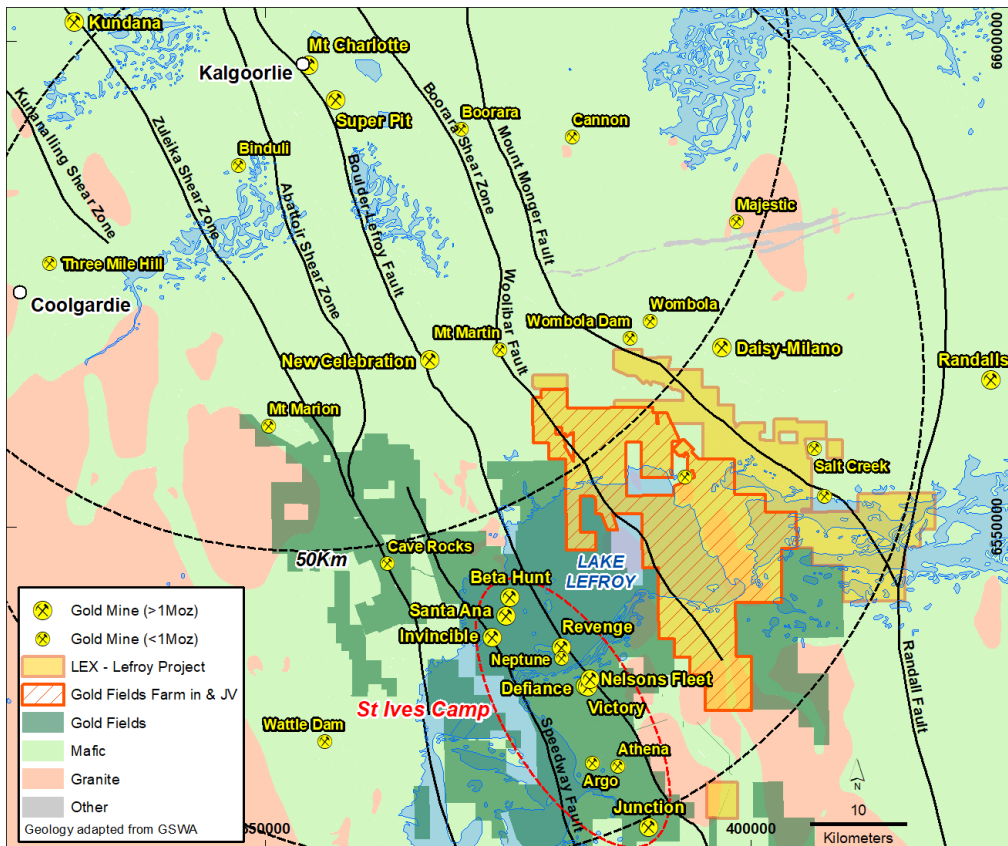 Kundana
Mt Charlotte
Kalgoorlie
Super Pit
Boorara
Cannon
6600000
Kunanalling Shear Zone
Zuleika Shear Zone
Binduli
Abattoir Shear Zone
Boulder-Lefroy Fault
Boorara Shear Zone
Mount Monger Fault
Majestic
Three Mile Hill
Coolgardie
Woolibar Fault
Wombola
Wombola Dam
Mt Martin
Daisy-Milano
New Celebration
Randalls
Mt Marion
Salt Creek
6550000
50Km
Cave Rocks
LAKE
LEFROY
Beta Hunt
Santa Ana
Invincible
Revenge
Neptune
Nelsons Fleet
Defiance
Victory
St Ives Camp
Speedway Fault
Randall Fault
Wattle Dam
Athena
Argo
Junction
Gold Mine (>1Moz)
Gold Mine (<1Moz)
LEX - Lefroy Project
Gold Fields Farm in & JV
Gold Fields
Mafic
Granite
Other
Geology adapted from GSWA
350000
400000
N
10
Kilometers